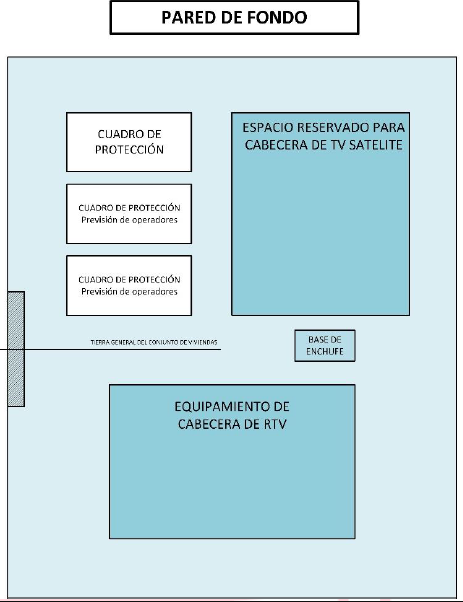 PARED DE FONDO
CUADRO DE
PROTECCIÓN
ESPACIO RESERVADO PARA
CABECERA DE TV SATELITE
CUADRO DE PROTECCIÓN
Previsión de operadores
CUADRO DE PROTECCIÓN
Previsión de operadores
TIERRA GENERAL DEL CONJUNTO DE VIVIENDAS
BASE DE
ENCHUFE
EQUIPAMIENTO DE
CABECERA DE RTV